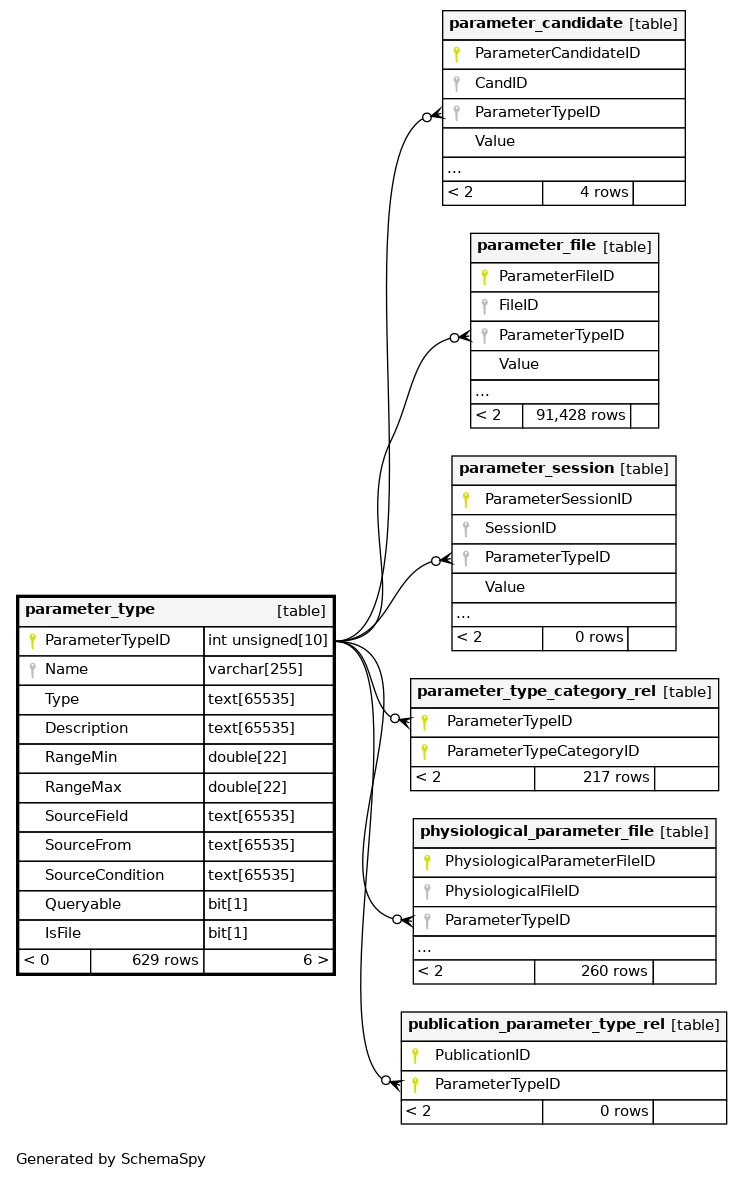 parameter_candidate [table]
ParameterCandidateID
CandID
ParameterTypeID
Value
...
< 2 4 rows
parameter_file [table]
ParameterFileID
FileID
ParameterTypeID
Value
...
< 2 91,428 rows
parameter_session [table]
ParameterSessionID
SessionID
ParameterTypeID
Value
...
< 2 0 rows
parameter_type [table]
ParameterTypeID int unsigned[10]
Name varchar[255]
Type text[65535]
Description text[65535]
RangeMin double[22]
RangeMax double[22]
SourceField text[65535]
SourceFrom text[65535]
SourceCondition text[65535]
Queryable bit[1]
IsFile bit[1]
< 0 629 rows 6 >
parameter_type_category_rel [table]
ParameterTypeID
ParameterTypeCategoryID
< 2 217 rows
physiological_parameter_file [table]
PhysiologicalParameterFileID
PhysiologicalFileID
ParameterTypeID
...
< 2 260 rows
publication_parameter_type_rel [table]
PublicationID
ParameterTypeID
< 2 0 rows
Generated by SchemaSpy